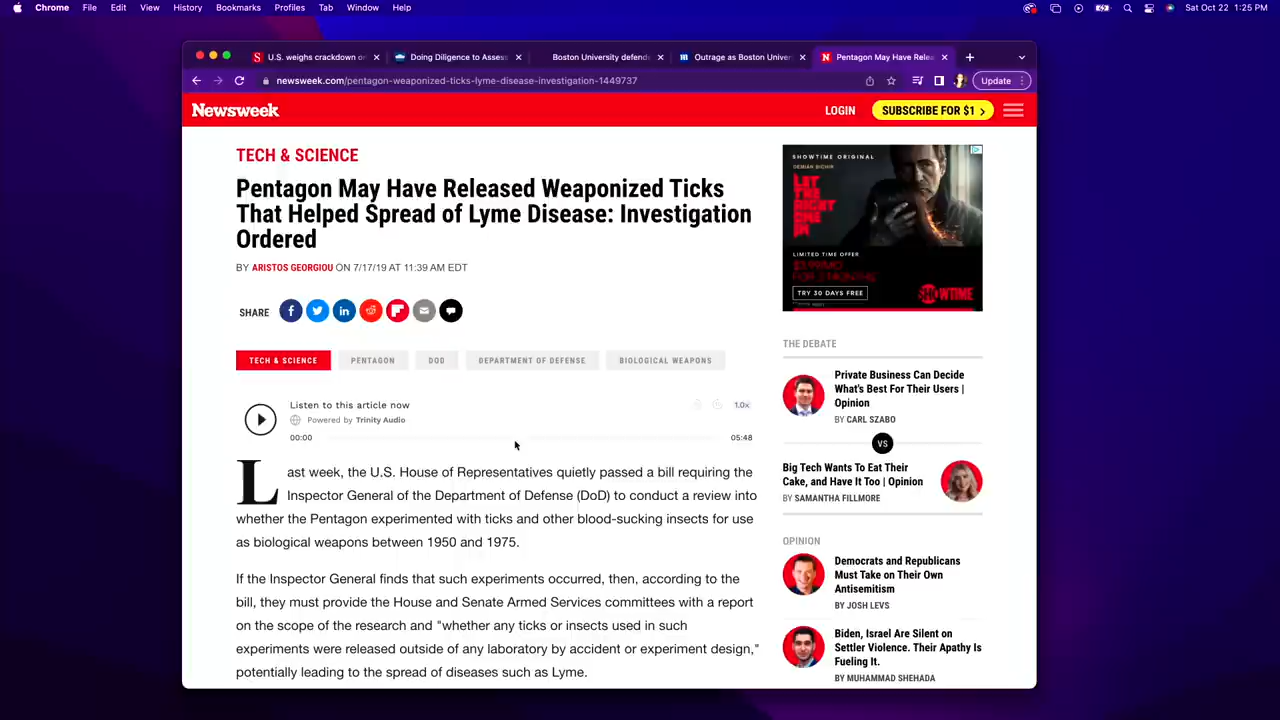 Chrome File Edit View History Bookmarks Profiles Tab Window Help
Sat Oct 22 1:25 PM
U.S. weighs crackdown o
Doing Diligence to Assess
Boston University defend
Outrage as Boston Univer
Pentagon May Have Relea
newsweek.com/pentagon-weaponized-ticks-lyme-disease-investigation-1449737
Update
Newsweek
LOGIN
SUBSCRIBE FOR $1 >
TECH & SCIENCE
Pentagon May Have Released Weaponized Ticks
That Helped Spread of Lyme Disease: Investigation
Ordered
BY ARISTOS GEORGIOU ON 7/17/19 AT 11:39 AM EDT
SHARE
TECH & SCIENCE
PENTAGON
DOD
DEPARTMENT OF DEFENSE
BIOLOGICAL WEAPONS
Listen to this article now
Powered by Trinity Audio
1.0x
00:00
05:48
Last week, the U.S. House of Representatives quietly passed a bill requiring the
Inspector General of the Department of Defense (DoD) to conduct a review into
whether the Pentagon experimented with ticks and other blood-sucking insects for use
as biological weapons between 1950 and 1975.
If the Inspector General finds that such experiments occurred, then, according to the
bill, they must provide the House and Senate Armed Services committees with a report
on the scope of the research and "whether any ticks or insects used in such
experiments were released outside of any laboratory by accident or experiment design,"
potentially leading to the spread of diseases such as Lyme.
SHOWTIME ORIGINAL
DEMIÁN BICHIR
LET
THE
RIGHT
ONE
IN
LIMITED TIME OFFER
TRY 30 DAYS FREE
SHOWTIME
THE DEBATE
Private Business Can Decide
What's Best For Their Users |
Opinion
BY CARL SZABO
VS
Big Tech Wants To Eat Their
Cake, and Have It Too | Opinion
BY SAMANTHA FILLMORE
OPINION
Democrats and Republicans
Must Take on Their Own
Antisemitism
BY JOSH LEVS
Biden, Israel Are Silent on
Settler Violence. Their Apathy Is
Fueling It.
BY MUHAMMAD SHEHADA